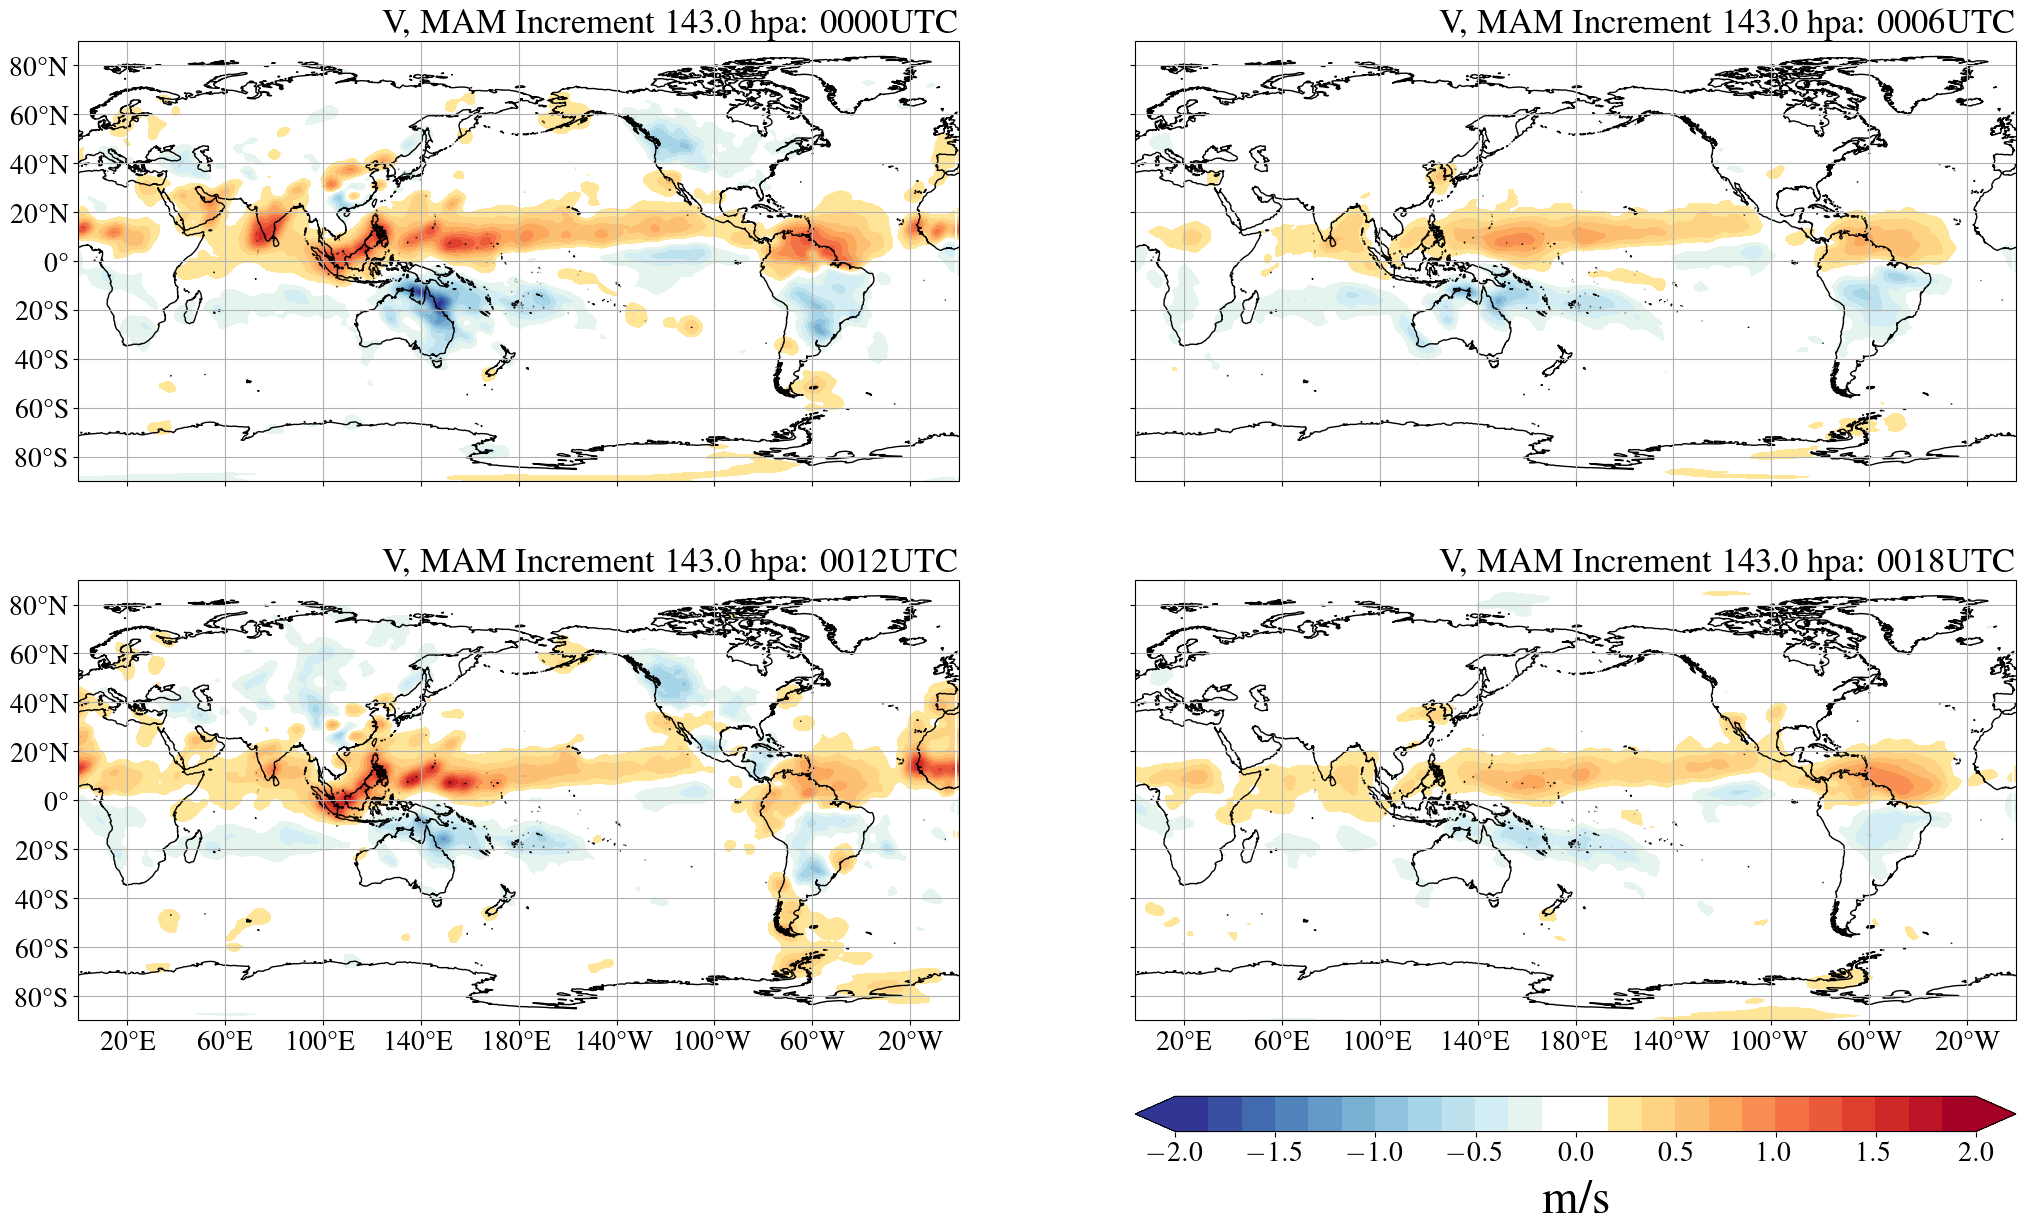 V, MAM Increment 143.0 hpa: 0000UTC
V, MAM Increment 143.0 hpa: 0006UTC
80°N
60°N
40°N
20°N
0°
20°S
40°S
60°S
80°S
V, MAM Increment 143.0 hpa: 0012UTC
V, MAM Increment 143.0 hpa: 0018UTC
80°N
60°N
40°N
20°N
0°
20°S
40°S
60°S
80°S
20°E 60°E 100°E 140°E 180°E 140°W 100°W 60°W 20°W
20°E 60°E 100°E 140°E 180°E 140°W 100°W 60°W 20°W
−2.0 −1.5 −1.0 −0.5 0.0 0.5 1.0 1.5 2.0
m/s